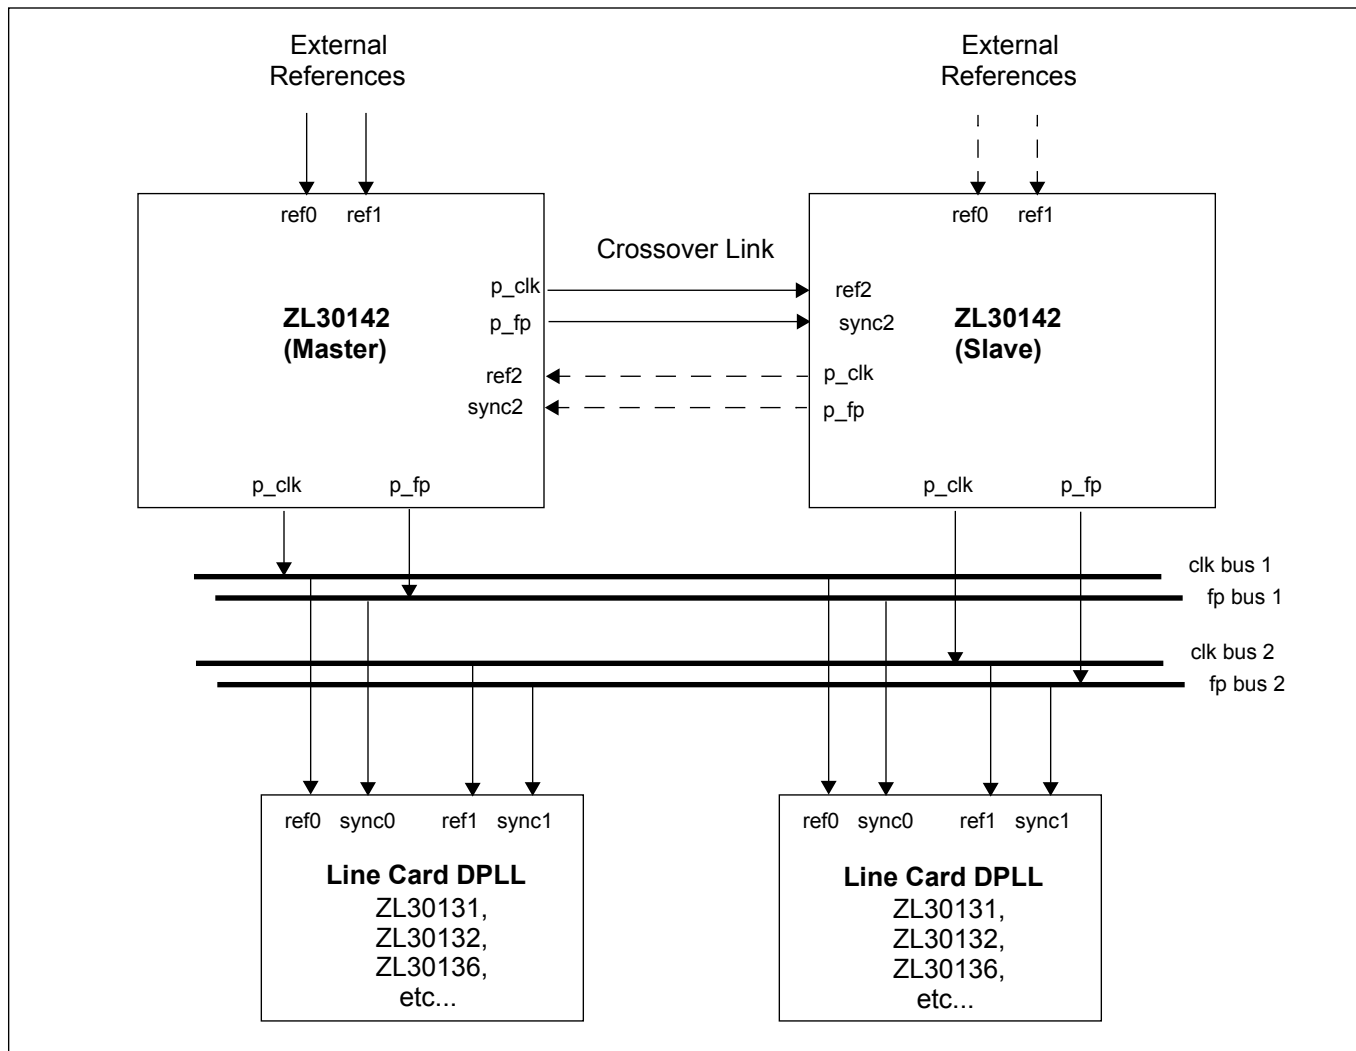 External
References
External
References
ref0 ref1
ref0 ref1
Crossover Link
p_clk
p_fp
ref2
sync2
ZL30142
(Master)
ref2
sync2
p_clk
p_fp
ZL30142
(Slave)
p_clk p_fp
p_clk p_fp
clk bus 1
fp bus 1
clk bus 2
fp bus 2
ref0 sync0 ref1 sync1
Line Card DPLL
ZL30131,
ZL30132,
ZL30136,
etc...
ref0 sync0 ref1 sync1
Line Card DPLL
ZL30131,
ZL30132,
ZL30136,
etc...